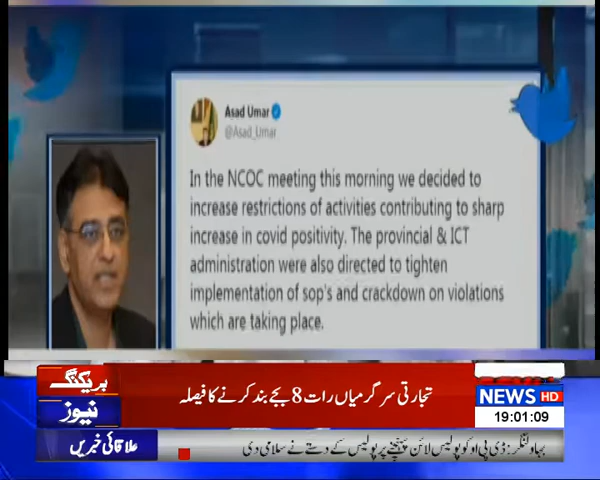 Asad Umar
@Asad_Umar
In the NCOC meeting this morning we decided to
increase restrictions of activities contributing to sharp
increase in covid positivity. The provincial & ICT
administration were also directed to tighten
implementation of sop's and crackdown on violations
which are taking place.
بریکنگ
نیوز
تجارتی سرگرمیاں رات 8 بجے بند کرنے کا فیصلہ
NEWS HD
19:01:09
علاقائی خبریں
بہاولنگر: ڈی پی او کو پولیس لائن پہنچنے پر پولیس کے دستے نے سلامی دی